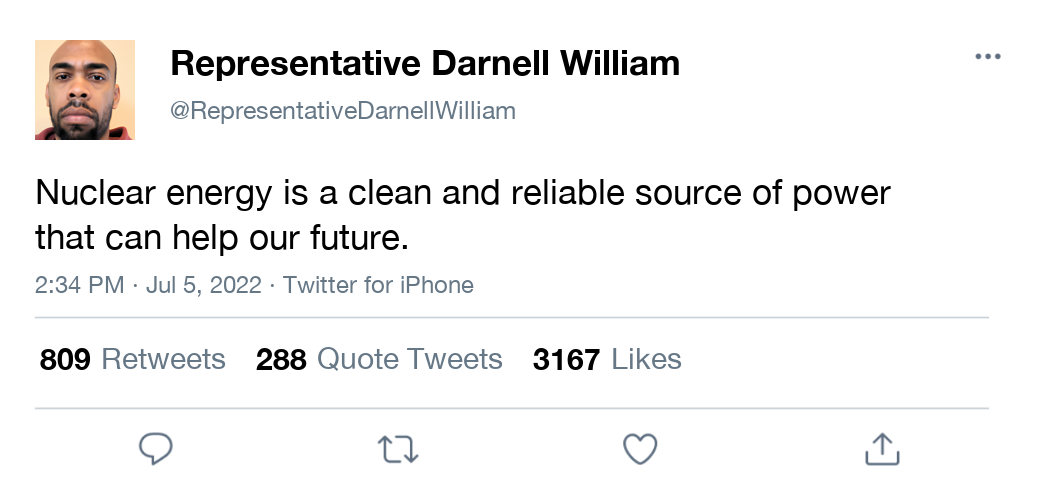 Representative Darnell William
@RepresentativeDarnellWilliam
Nuclear energy is a clean and reliable source of power
that can help our future.
2:34 PM · Jul 5, 2022 · Twitter for iPhone
809 Retweets 288 Quote Tweets 3167 Likes